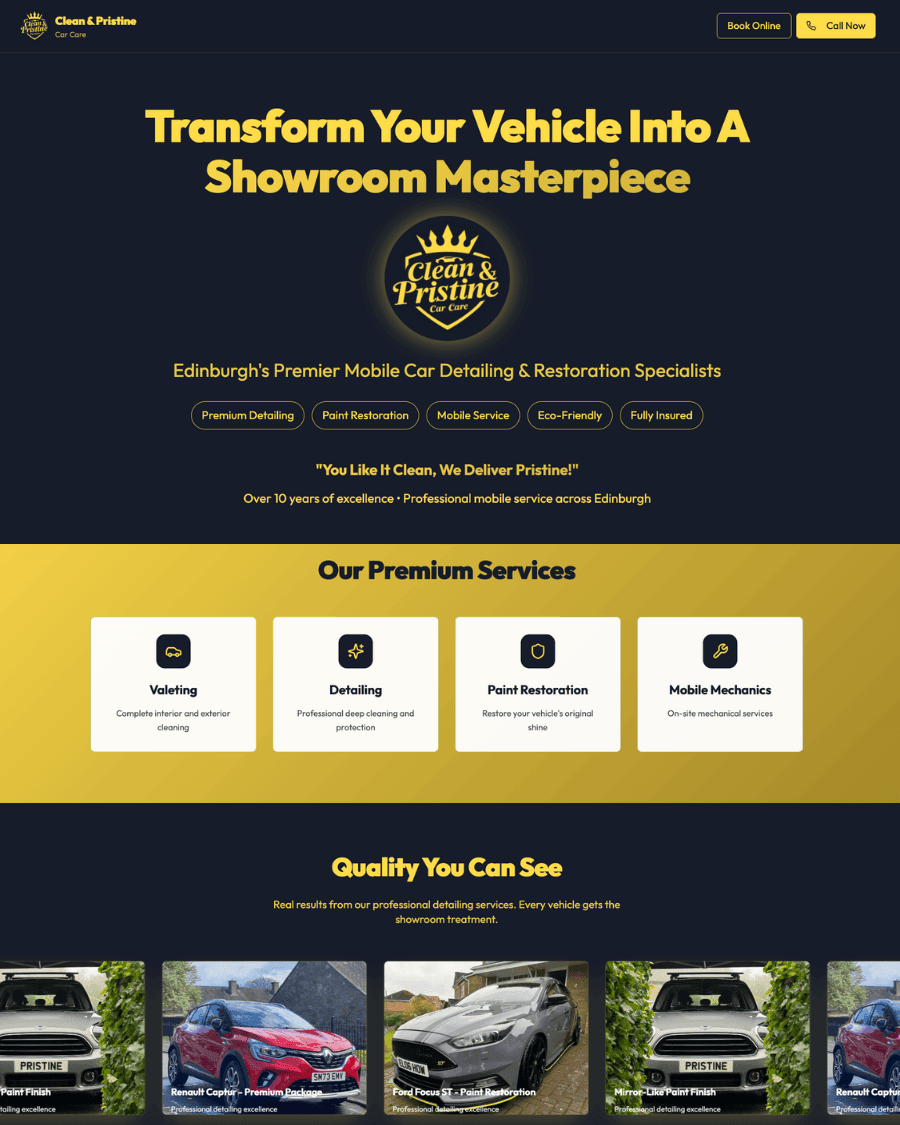 Clean & Pristine
Car Care
Book Online
Call Now
Transform Your Vehicle Into A
Showroom Masterpiece
Clean &
Pristine
Car Care
Edinburgh's Premier Mobile Car Detailing & Restoration Specialists
Premium Detailing
Paint Restoration
Mobile Service
Eco-Friendly
Fully Insured
"You Like It Clean, We Deliver Pristine!"
Over 10 years of excellence • Professional mobile service across Edinburgh
Our Premium Services
Valeting
Complete interior and exterior
cleaning
Detailing
Professional deep cleaning and
protection
Paint Restoration
Restore your vehicle's original
shine
Mobile Mechanics
On-site mechanical services
Quality You Can See
Real results from our professional detailing services. Every vehicle gets the
showroom treatment.
PRISTINE
Paint Finish
detailing excellence
SM73 EMV
Renault Captur - Premium Package
Professional detailing excellence
Ford Focus ST - Paint Restoration
Professional detailing excellence
PRISTINE
Mirror-Like Paint Finish
Professional detailing excellence
Renault Captur
Professional